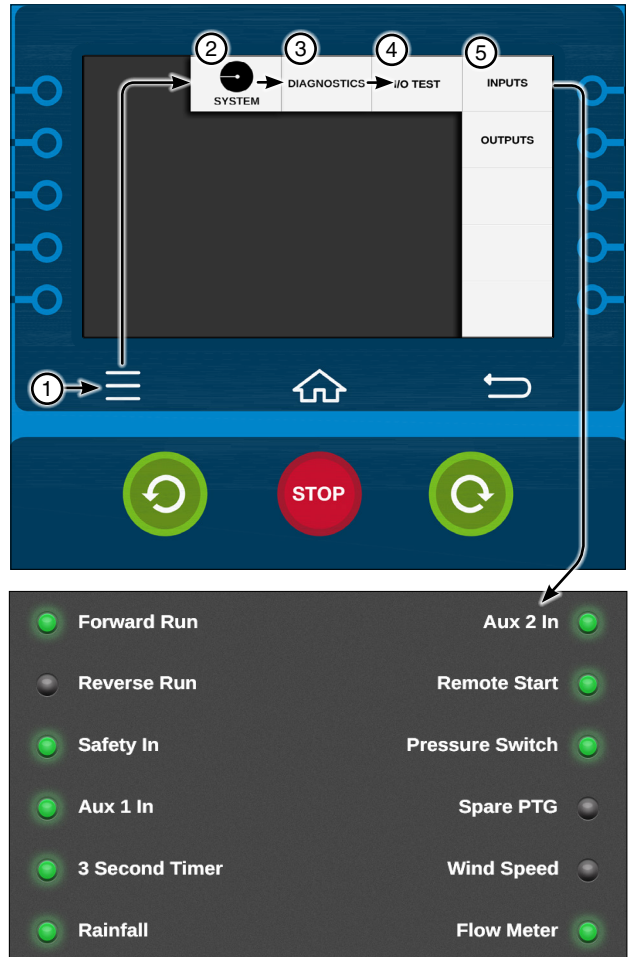 2
3
4
5
SYSTEM
DIAGNOSTICS
I/O TEST
INPUTS
OUTPUTS
1
STOP
Forward Run
Aux 2 In
Reverse Run
Remote Start
Safety In
Pressure Switch
Aux 1 In
Spare PTG
3 Second Timer
Wind Speed
Rainfall
Flow Meter